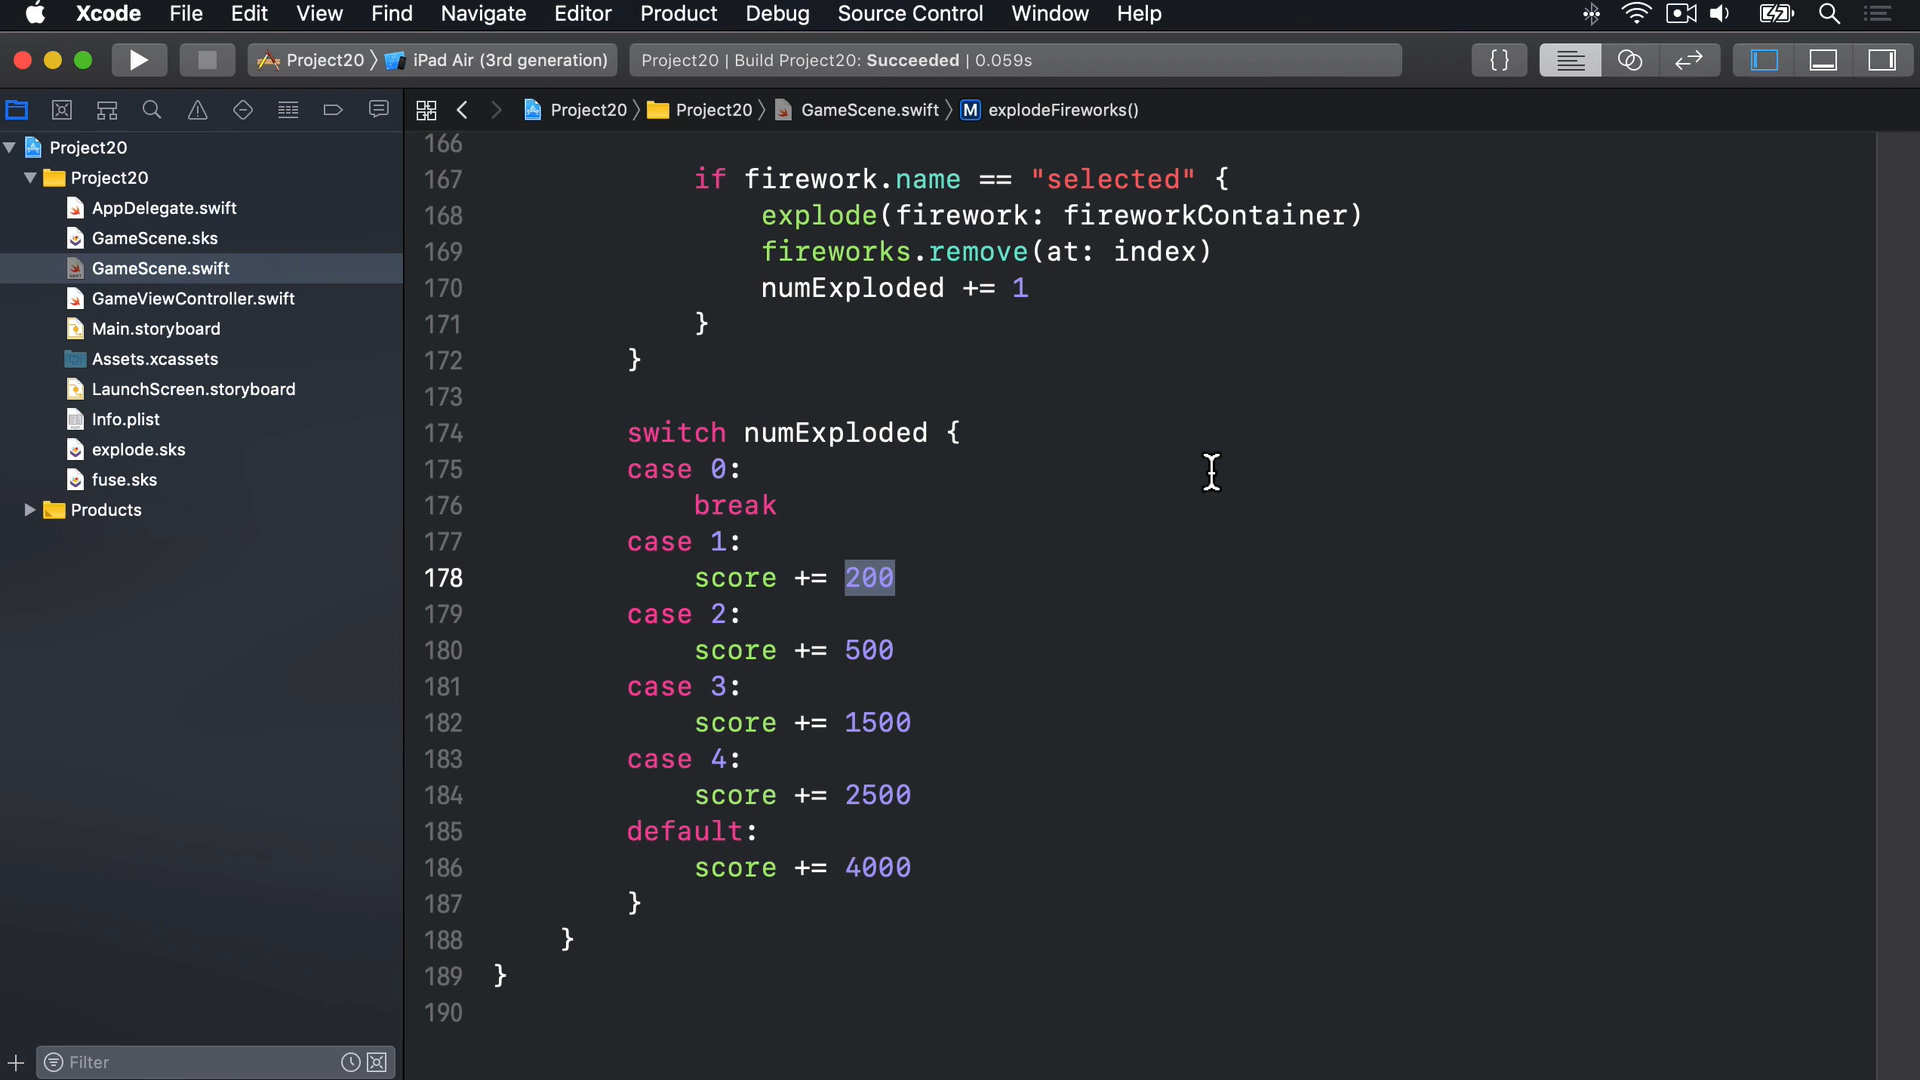 Xcode File Edit View Find Navigate Editor Product Debug Source Control Window Help
Project20 iPad Air (3rd generation) Project20 | Build Project20: Succeeded | 0.059s {}
Project20 Project20 GameScene.swift M explodeFireworks()
Project20
Project20
AppDelegate.swift
GameScene.sks
GameScene.swift
GameViewController.swift
Main.storyboard
Assets.xcassets
LaunchScreen.storyboard
Info.plist
explode.sks
fuse.sks
Products
Filter
166
167 if firework.name == "selected" {
168 explode(firework: fireworkContainer)
169 fireworks.remove(at: index)
170 numExploded += 1
171 }
172 }
173
174 switch numExploded {
175 case 0:
176 break
177 case 1:
178 score += 200
179 case 2:
180 score += 500
181 case 3:
182 score += 1500
183 case 4:
184 score += 2500
185 default:
186 score += 4000
187 }
188 }
189 }
190